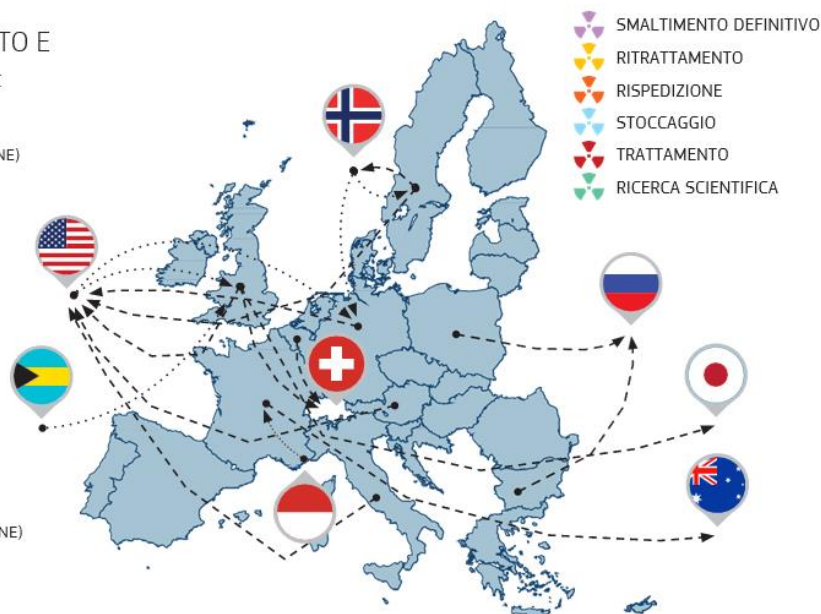 TO E
E
NE)
NE)
SMALTIMENTO DEFINITIVO
RITRATTAMENTO
RISPEDIZIONE
STOCCAGGIO
TRATTAMENTO
RICERCA SCIENTIFICA